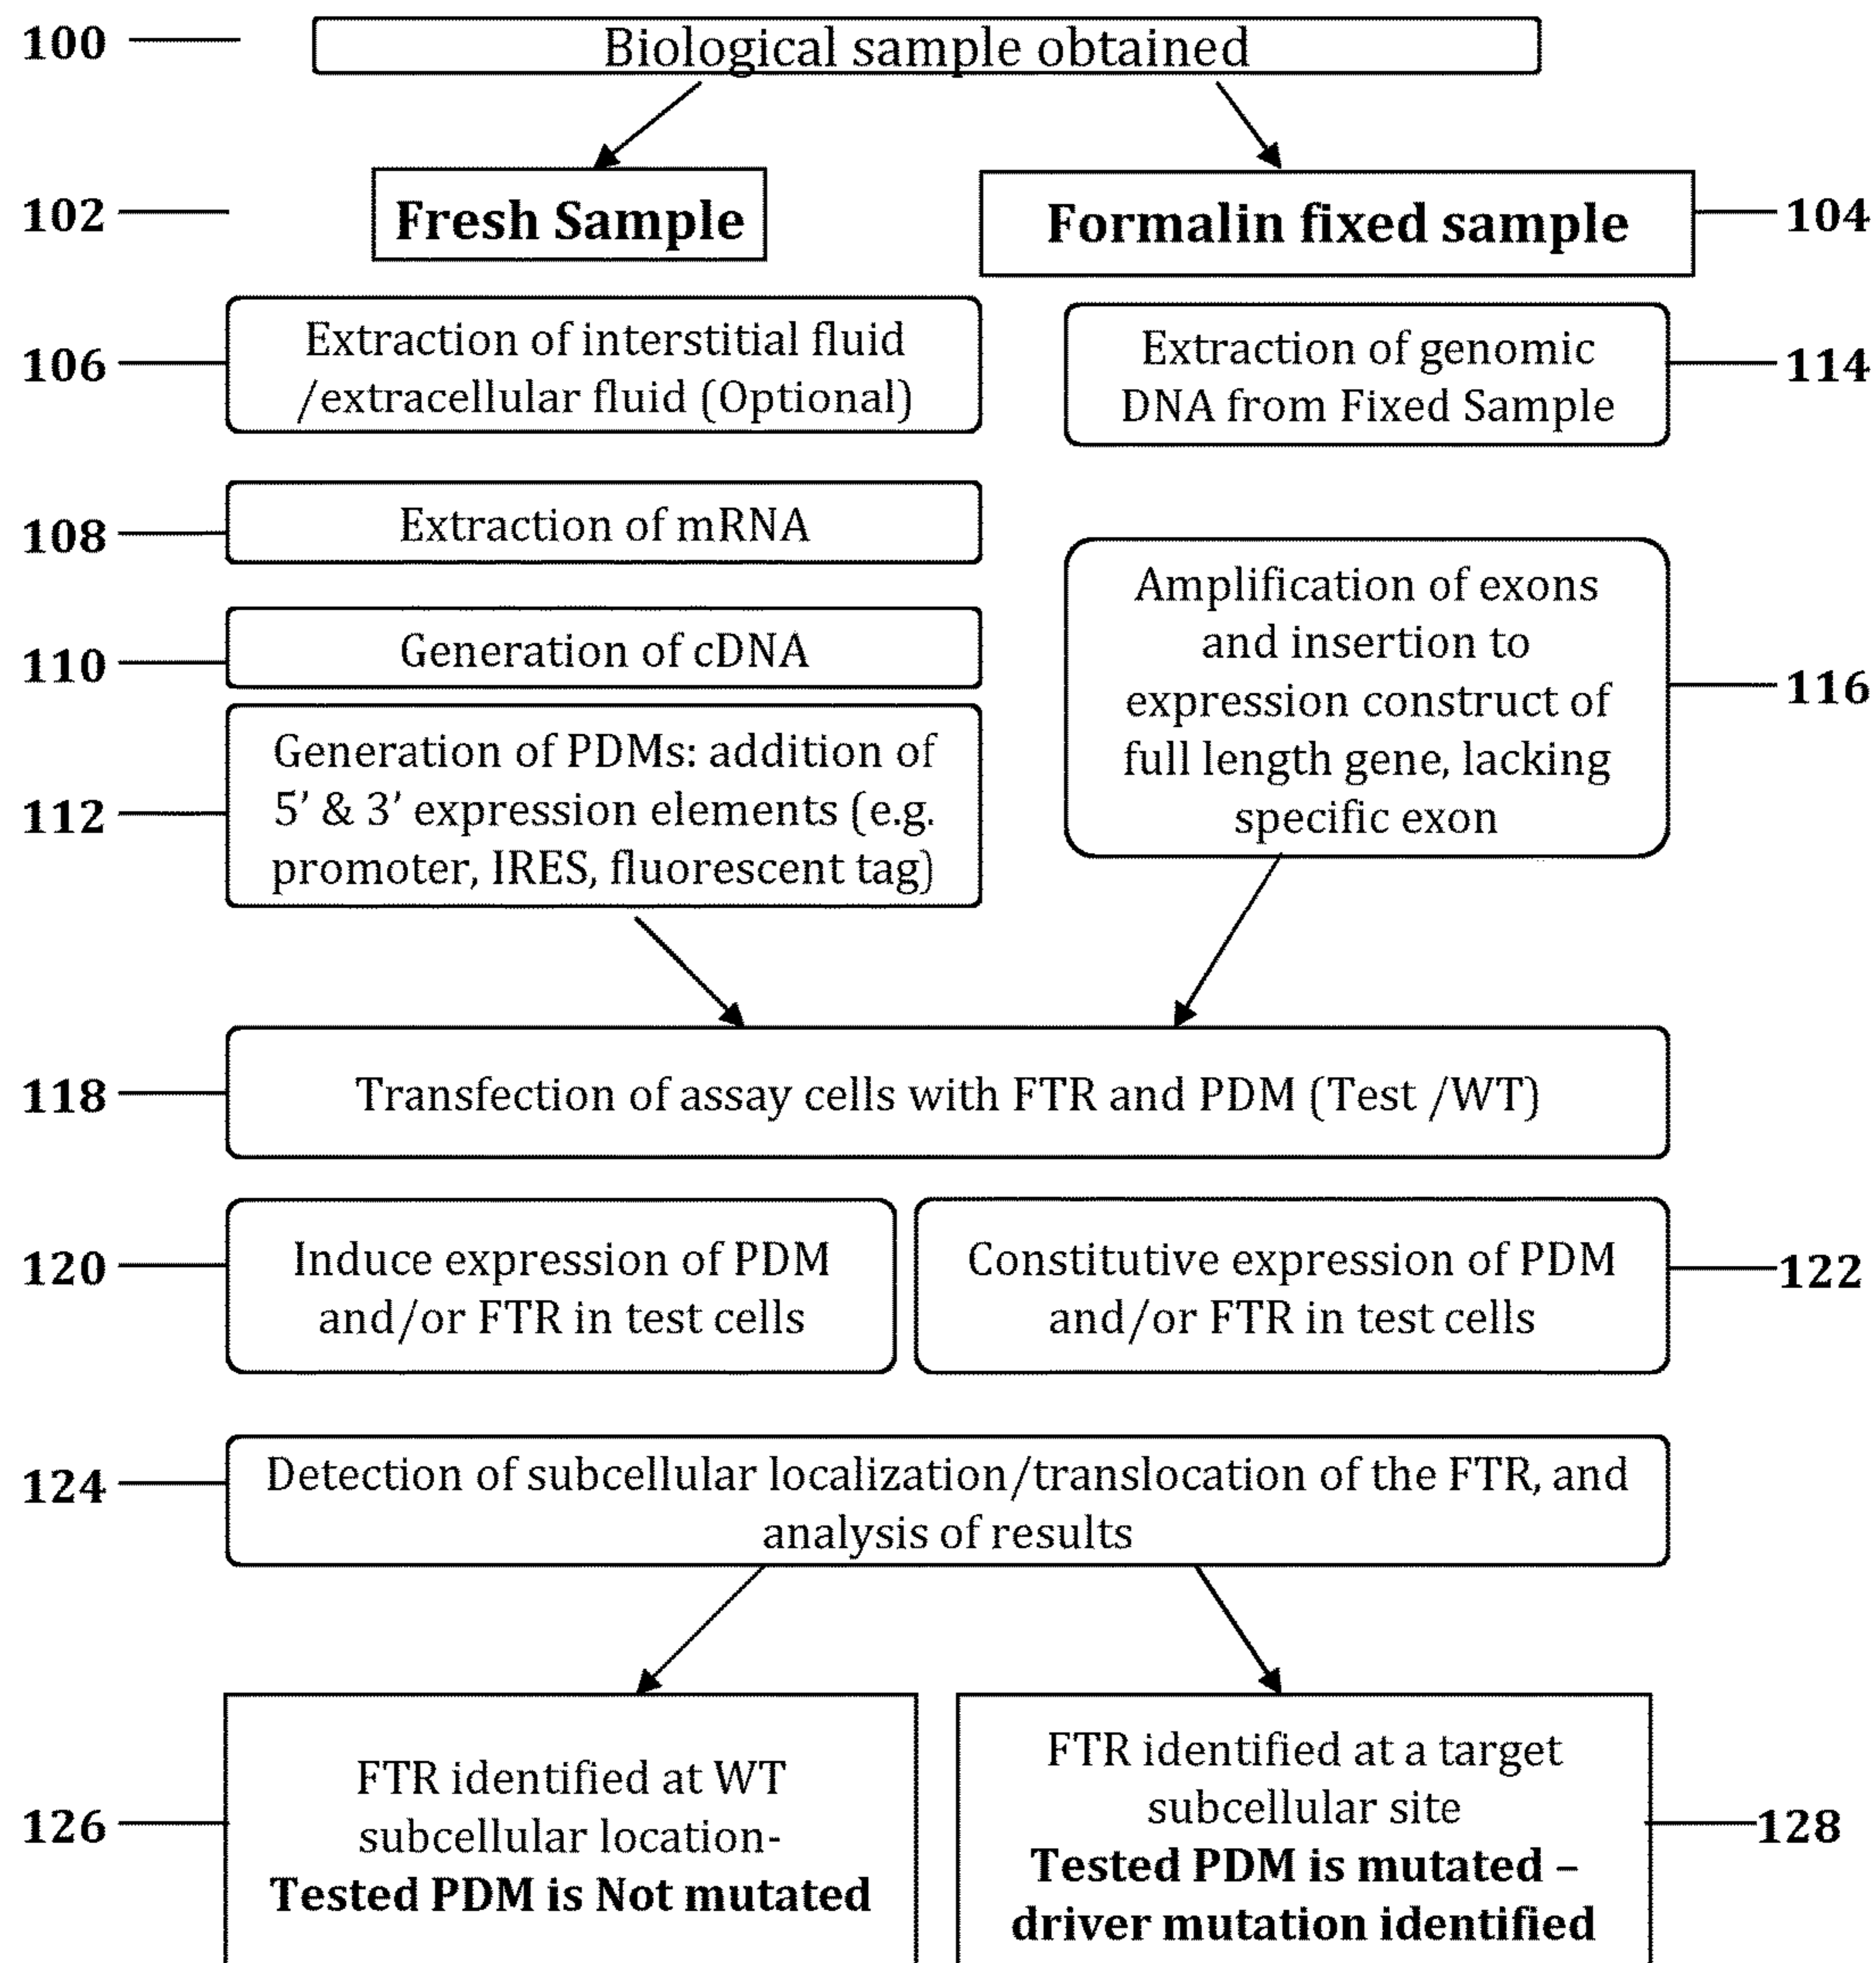 100
Biological sample obtained
102
Fresh Sample
Formalin fixed sample
104
106
Extraction of interstitial fluid
/extracellular fluid (Optional)
Extraction of genomic
DNA from Fixed Sample
114
108
Extraction of mRNA
110
Generation of cDNA
Amplification of exons
and insertion to
expression construct of
full length gene, lacking
specific exon
116
112
Generation of PDMs: addition of
5’ & 3’ expression elements (e.g.
promoter, IRES, fluorescent tag)
118
Transfection of assay cells with FTR and PDM (Test /WT)
120
Induce expression of PDM
and/or FTR in test cells
Constitutive expression of PDM
and/or FTR in test cells
122
124
Detection of subcellular localization/translocation of the FTR, and
analysis of results
126
FTR identified at WT
subcellular location-
Tested PDM is Not mutated
FTR identified at a target
subcellular site
Tested PDM is mutated –
driver mutation identified
128